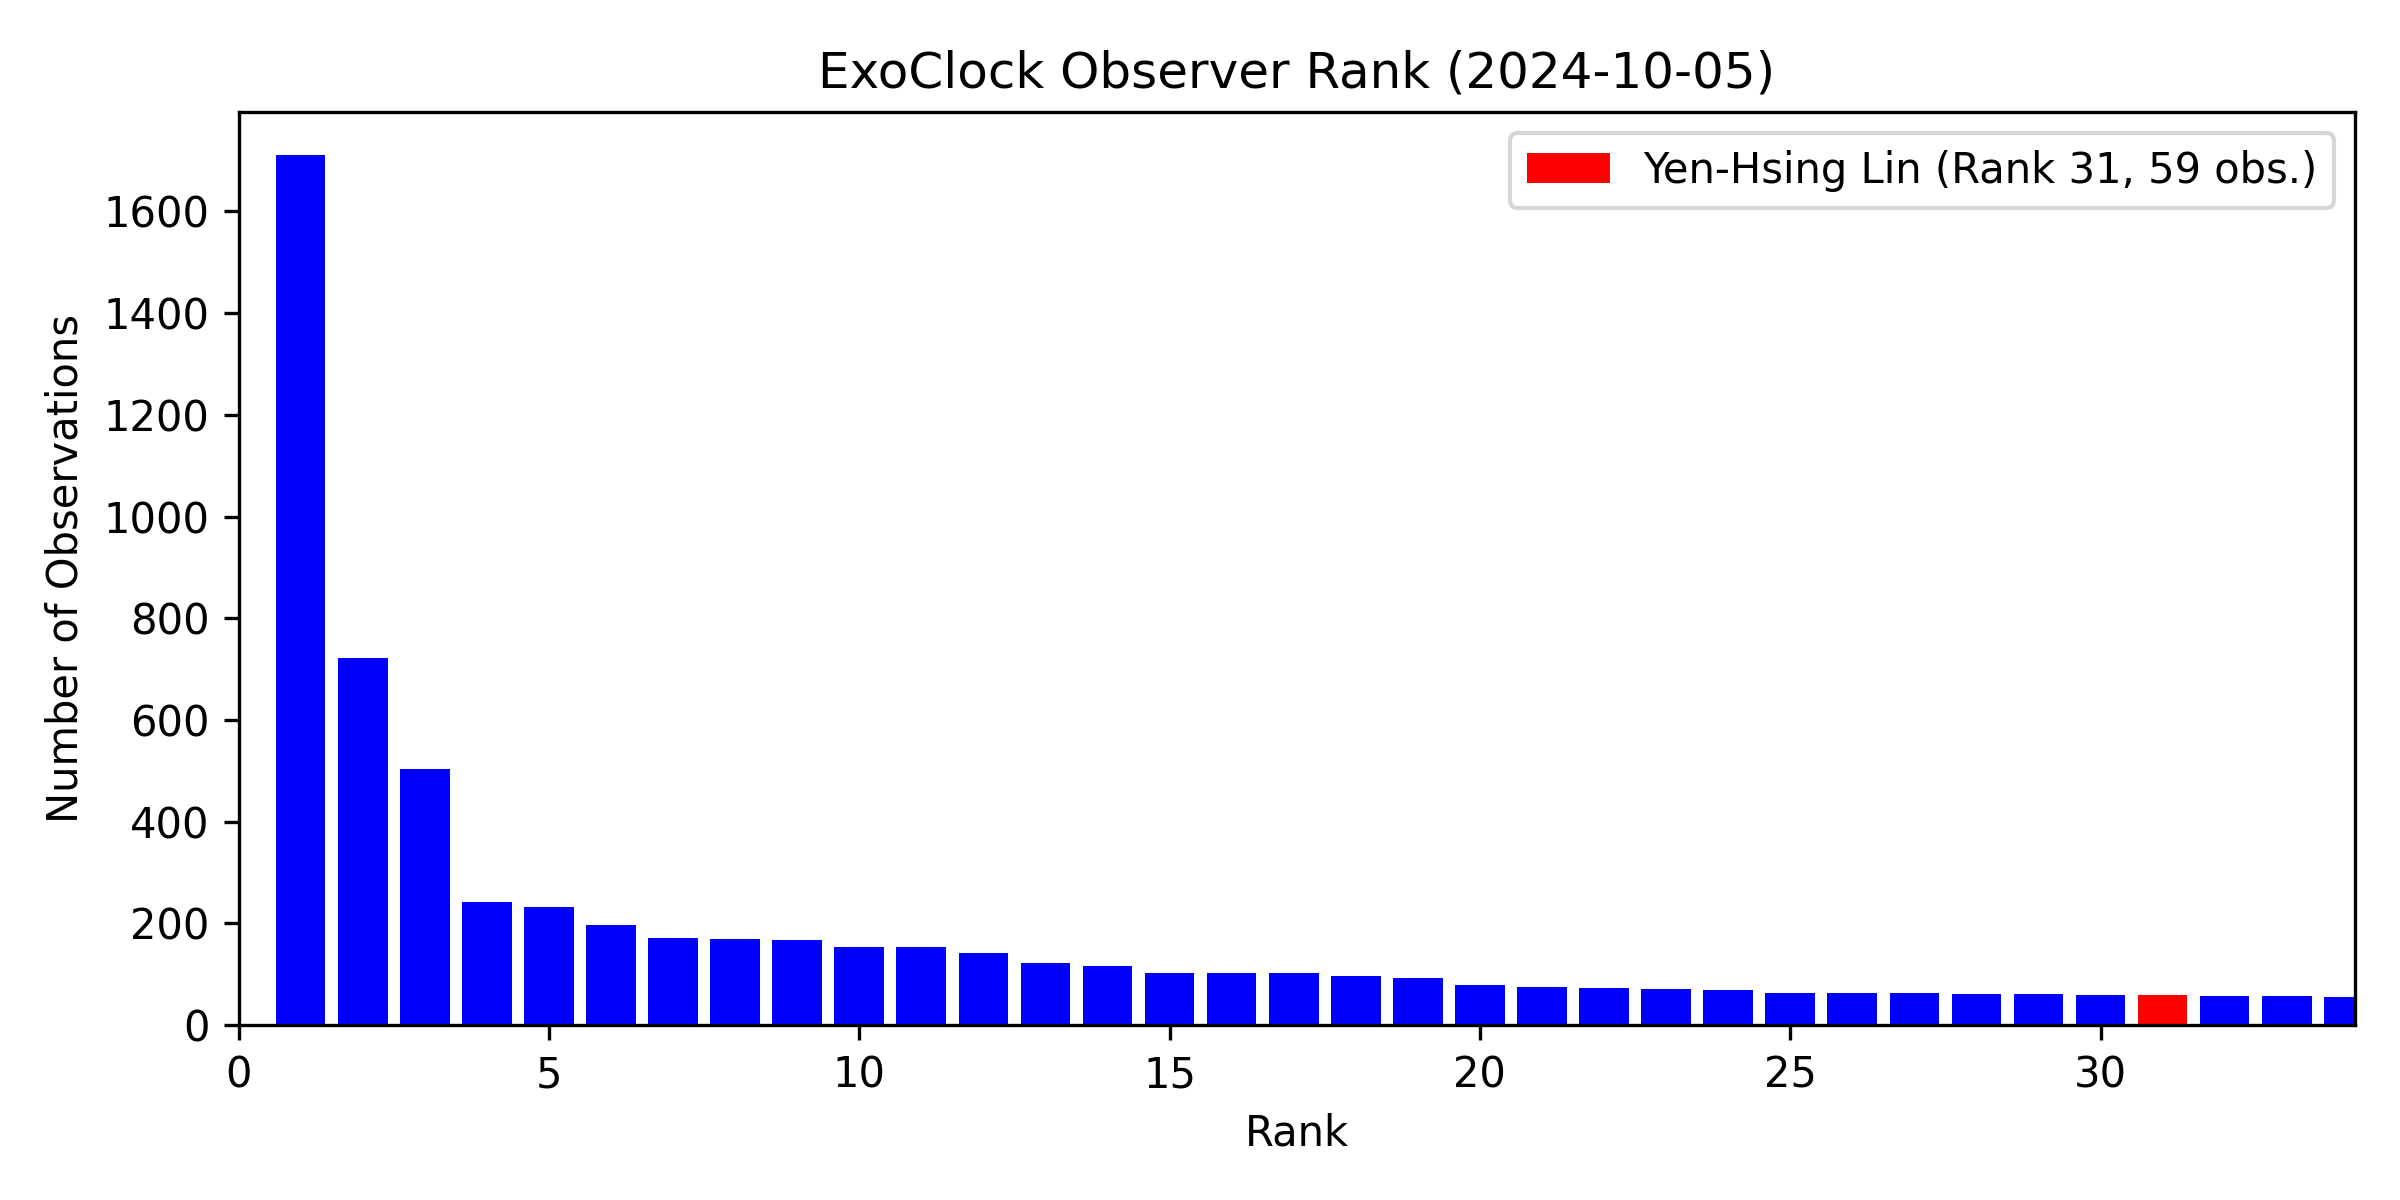 ExoClock Observer Rank (2024-10-05)
Yen-Hsing Lin (Rank 31, 59 obs.)
Number of Observations
1600
1400
1200
1000
800
600
400
200
0
0 5 10 15 20 25 30
Rank